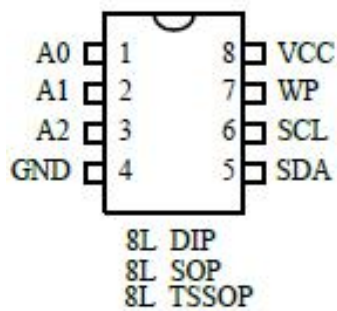 A0 1 8 VCC
A1 2 7 WP
A2 3 6 SCL
GND 4 5 SDA
8L DIP
8L SOP
8L TSSOP